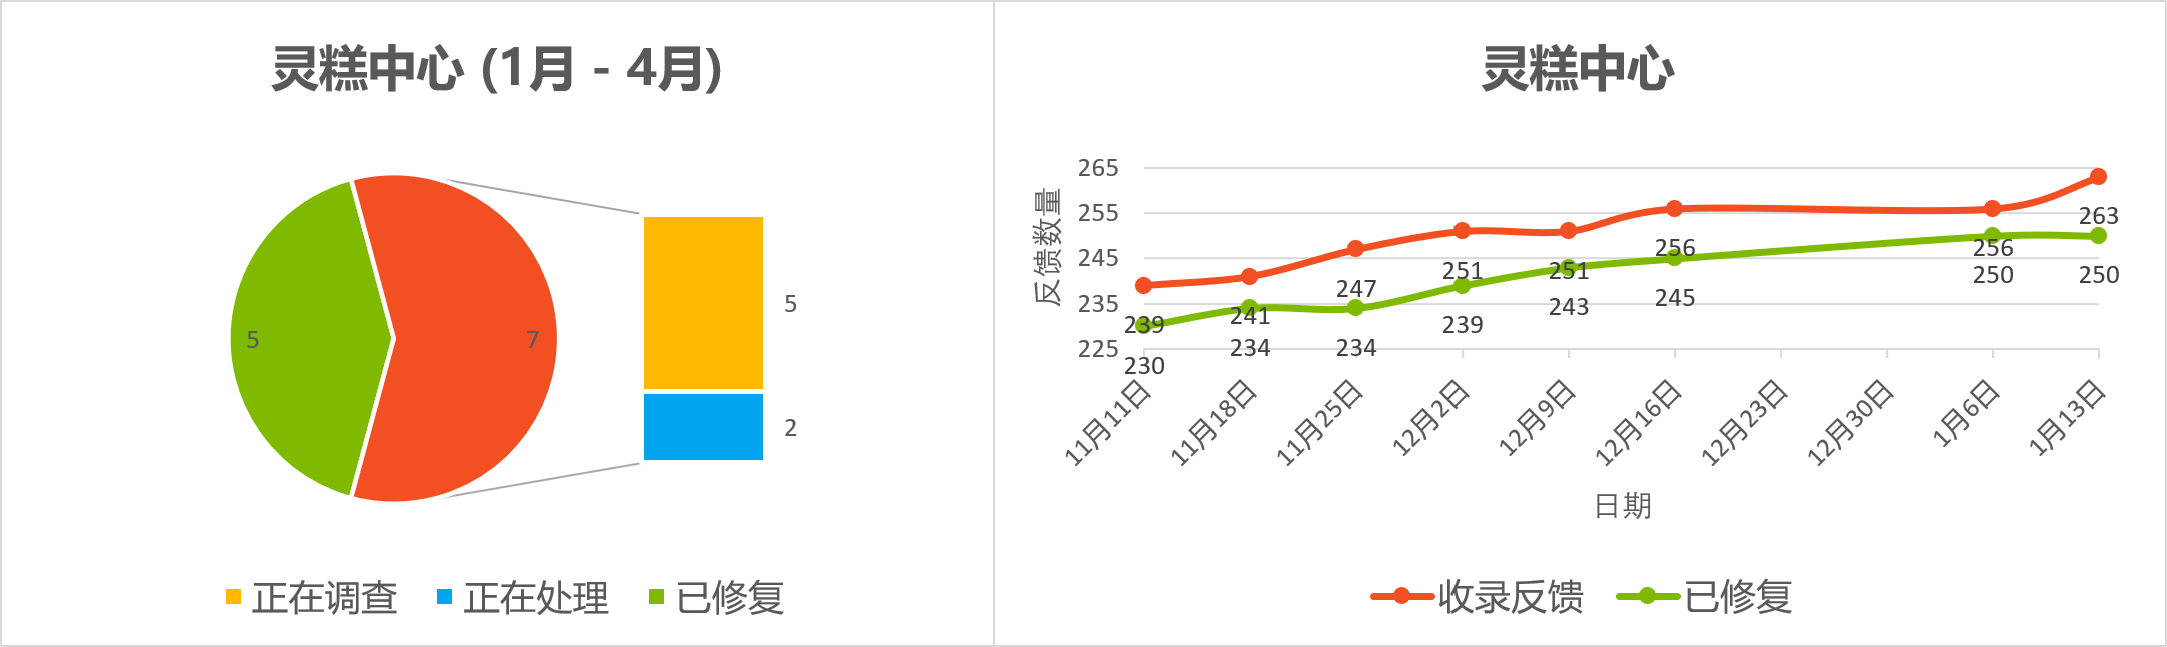 灵糕中心 (1月 - 4月)
5
7
5
2
正在调查
正在处理
已修复
灵糕中心
反馈数量
265
255
245
235
225
239
241
247
251
251
256
256
263
230
234
234
239
243
245
250
250
11月11日
11月18日
11月25日
12月2日
12月9日
12月16日
12月23日
12月30日
1月6日
1月13日
日期
收录反馈
已修复